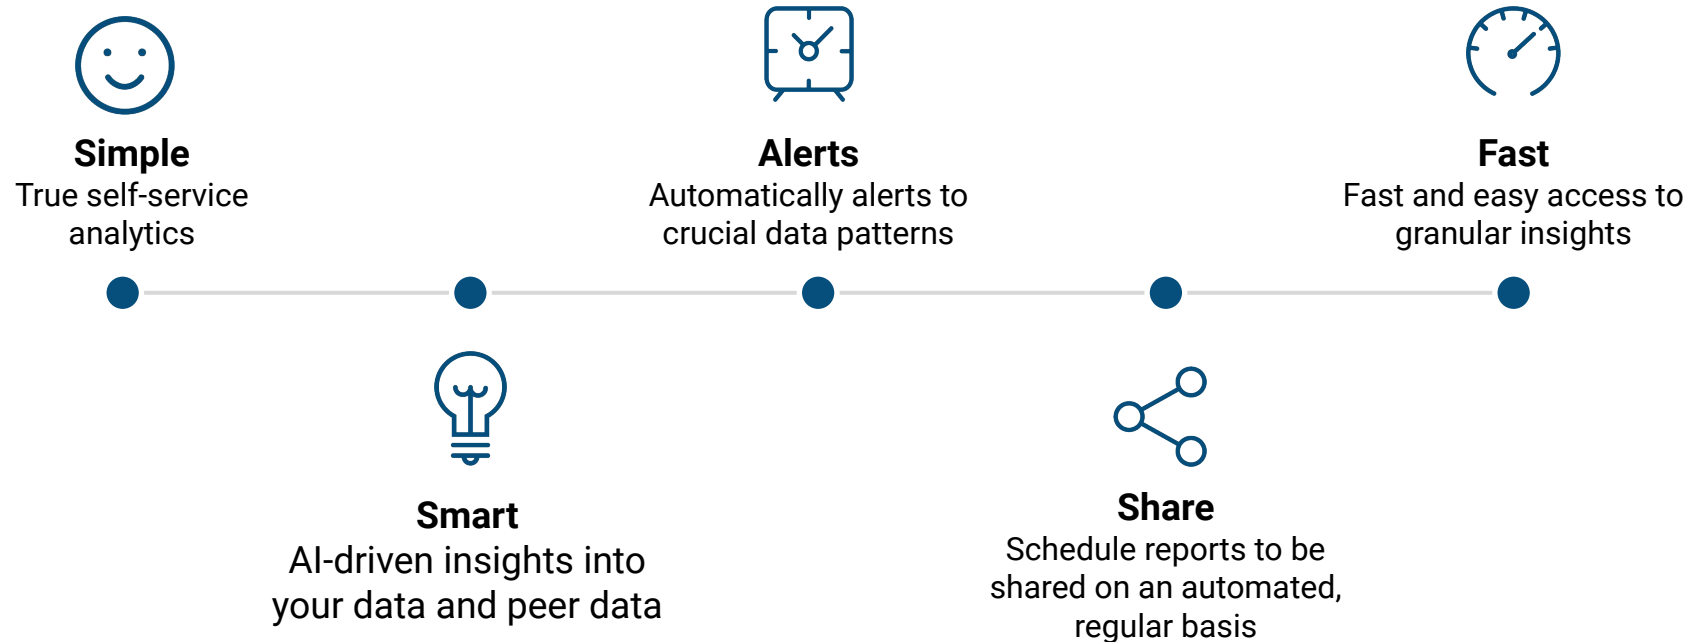 Simple
True self-service
analytics
Smart
AI-driven insights into
your data and peer data
Alerts
Automatically alerts to
crucial data patterns
Share
Schedule reports to be
shared on an automated,
regular basis
Fast
Fast and easy access to
granular insights